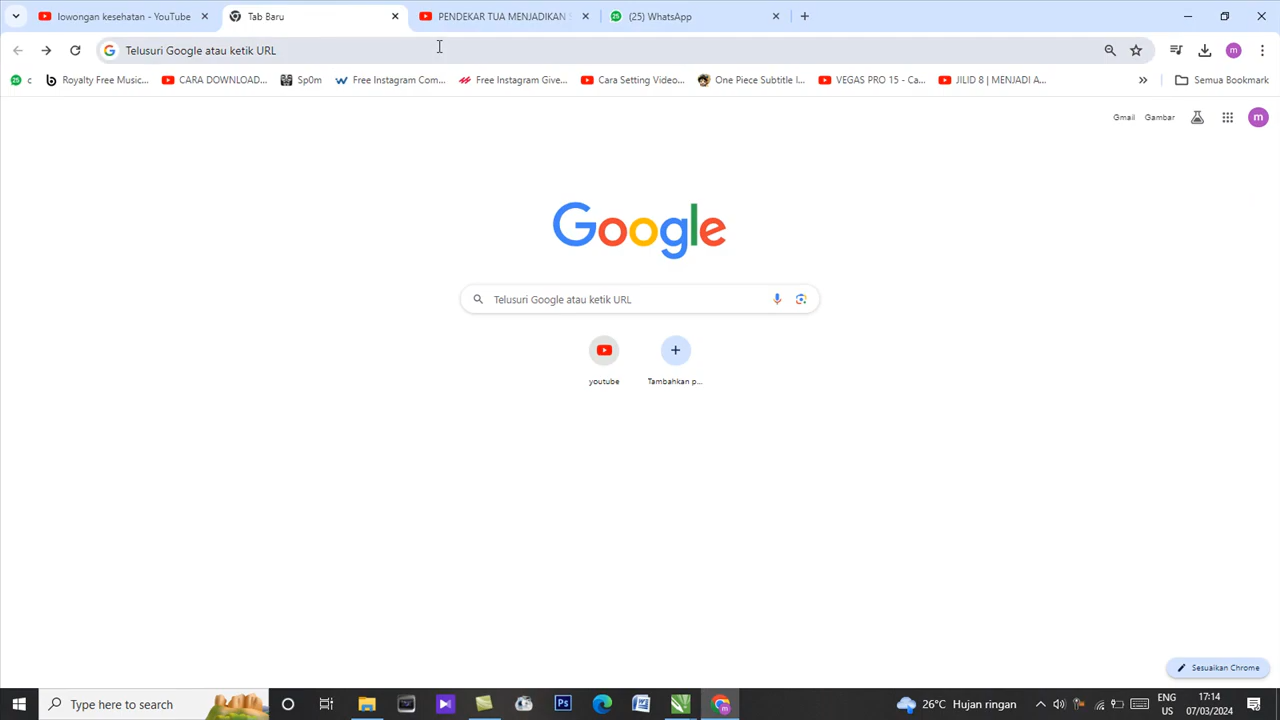 lowongan kesehatan - YouTube
Tab Baru
PENDEKAR TUA MENJADIKAN
(25) WhatsApp
Telusuri Google atau ketik URL
25 c
Royalty Free Music...
CARA DOWNLOAD...
Sp0m
Free Instagram Com...
Free Instagram Give...
Cara Setting Video...
One Piece Subtitle I...
VEGAS PRO 15 - Ca...
JILID 8 | MENJADI A...
»
Semua Bookmark
Gmail
Gambar
m
Google
Telusuri Google atau ketik URL
youtube
Tambahkan p...
Sesuaikan Chrome
Type here to search
Ps
26°C Hujan ringan
ENG
US
17:14
07/03/2024